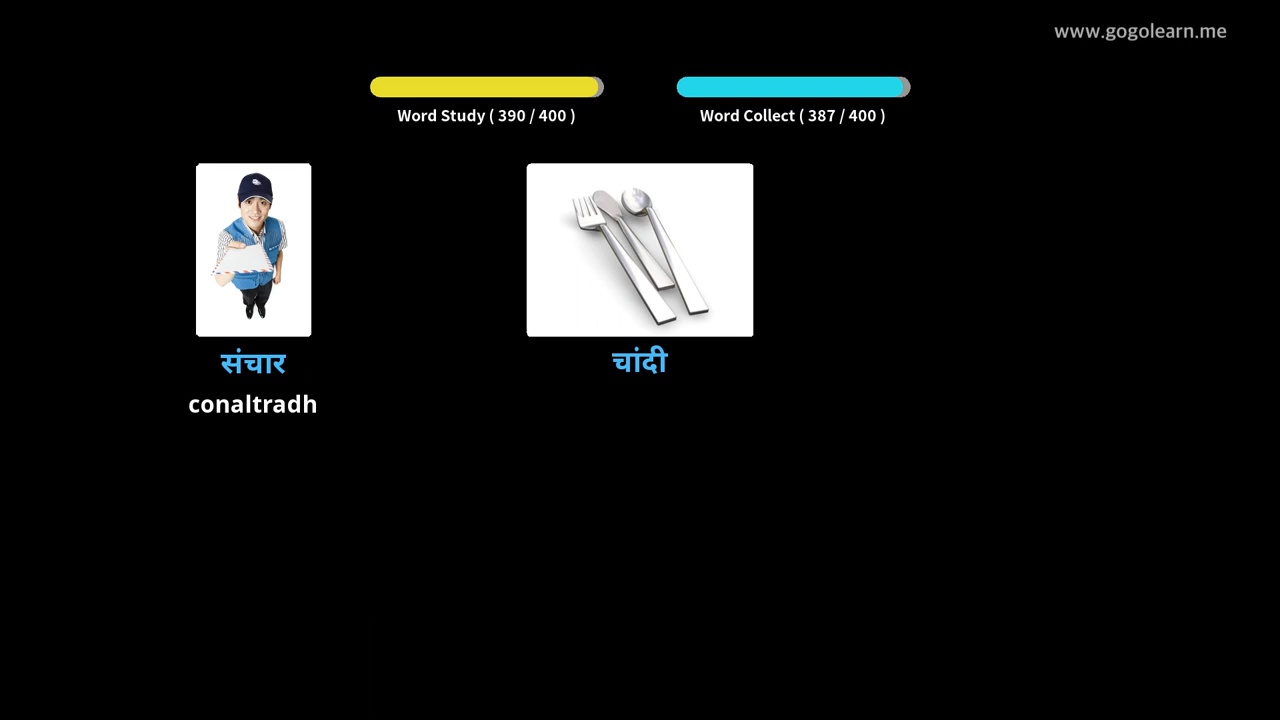 www.gogolearn.me
Word Study ( 390 / 400 )
Word Collect ( 387 / 400 )
संचार
चांदी
conaltradh